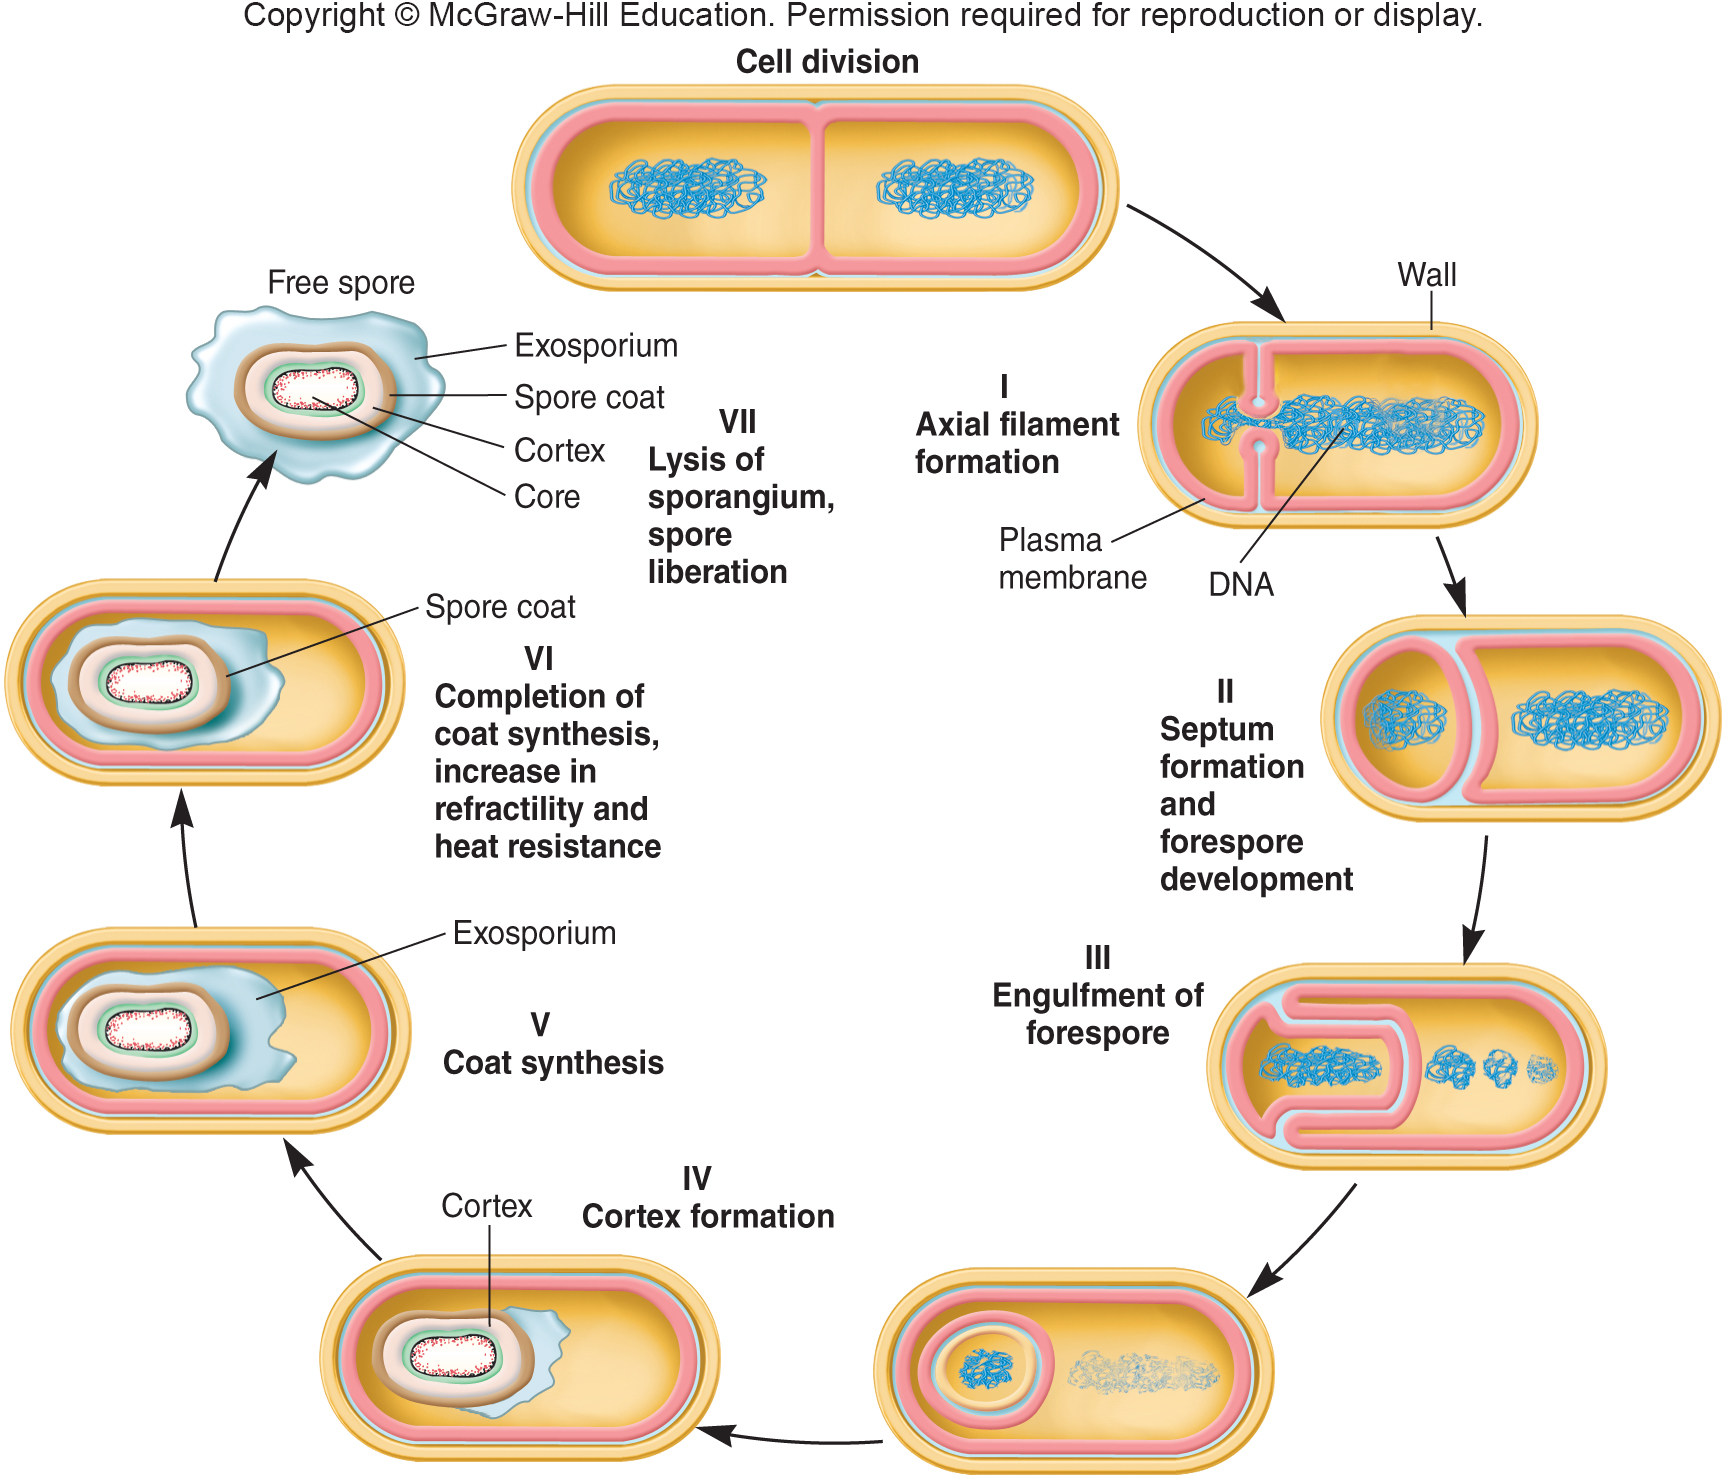 Copyright © McGraw-Hill Education. Permission required for reproduction or display.
Cell division
Wall
I
Axial filament
formation
Plasma
membrane
DNA
II
Septum
formation
and
forespore
development
III
Engulfment of
forespore
IV
Cortex formation
Cortex
V
Coat synthesis
Exosporium
VI
Completion of
coat synthesis,
increase in
refractility and
heat resistance
Spore coat
VII
Lysis of
sporangium,
spore
liberation
Free spore
Exosporium
Spore coat
Cortex
Core